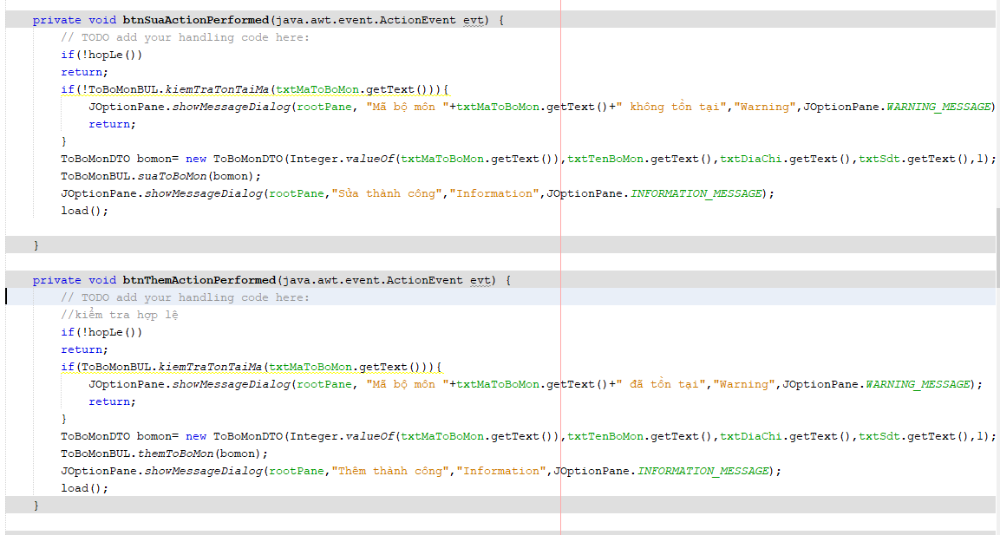 private void btnSuaActionPerformed(java.awt.event.ActionEvent evt) {
// TODO add your handling code here:
if(!hopLe())
return;
if(!ToBoMonBUL.kiemTraTonTaiMa(txtMaToBoMon.getText())){
JOptionPane.showMessageDialog(rootPane, "Mã bộ môn "+txtMaToBoMon.getText()+" không tồn tại","Warning",JOptionPane.WARNING_MESSAGE)
return;
}
ToBoMonDTO bomon= new ToBoMonDTO(Integer.valueOf(txtMaToBoMon.getText()),txtTenBoMon.getText(),txtDiaChi.getText(),txtSdt.getText(),1);
ToBoMonBUL.suaToBoMon(bomon);
JOptionPane.showMessageDialog(rootPane,"Sửa thành công","Information",JOptionPane.INFORMATION_MESSAGE);
load();
}
private void btnThemActionPerformed(java.awt.event.ActionEvent evt) {
// TODO add your handling code here:
//kiểm tra hợp lệ
if(!hopLe())
return;
if(ToBoMonBUL.kiemTraTonTaiMa(txtMaToBoMon.getText())){
JOptionPane.showMessageDialog(rootPane, "Mã bộ môn "+txtMaToBoMon.getText()+" đã tồn tại","Warning",JOptionPane.WARNING_MESSAGE);
return;
}
ToBoMonDTO bomon= new ToBoMonDTO(Integer.valueOf(txtMaToBoMon.getText()),txtTenBoMon.getText(),txtDiaChi.getText(),txtSdt.getText(),1);
ToBoMonBUL.themToBoMon(bomon);
JOptionPane.showMessageDialog(rootPane,"Thêm thành công","Information",JOptionPane.INFORMATION_MESSAGE);
load();
}